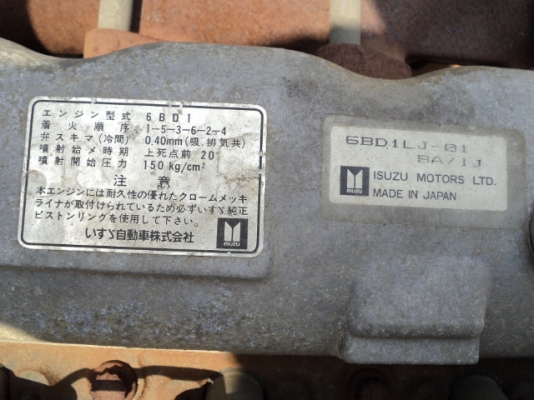 エンジン型式 6BD1
着火順序 1-5-3-6-2-4
弁スキマ(冷間) 0.40mm(吸.排気共)
噴射始メ時期 上死点前 20°
噴射開始圧力 150kg/cm²
注意
本エンジンには耐久性の優れたクロームメッキ
ライナが取付けられているため必ずいすゞ純正
ピストンリングを使用して下さい。
いすゞ自動車株式会社
ISUZU
6BD1LJ-01
8A/1J
ISUZU MOTORS LTD.
MADE IN JAPAN
ISUZU